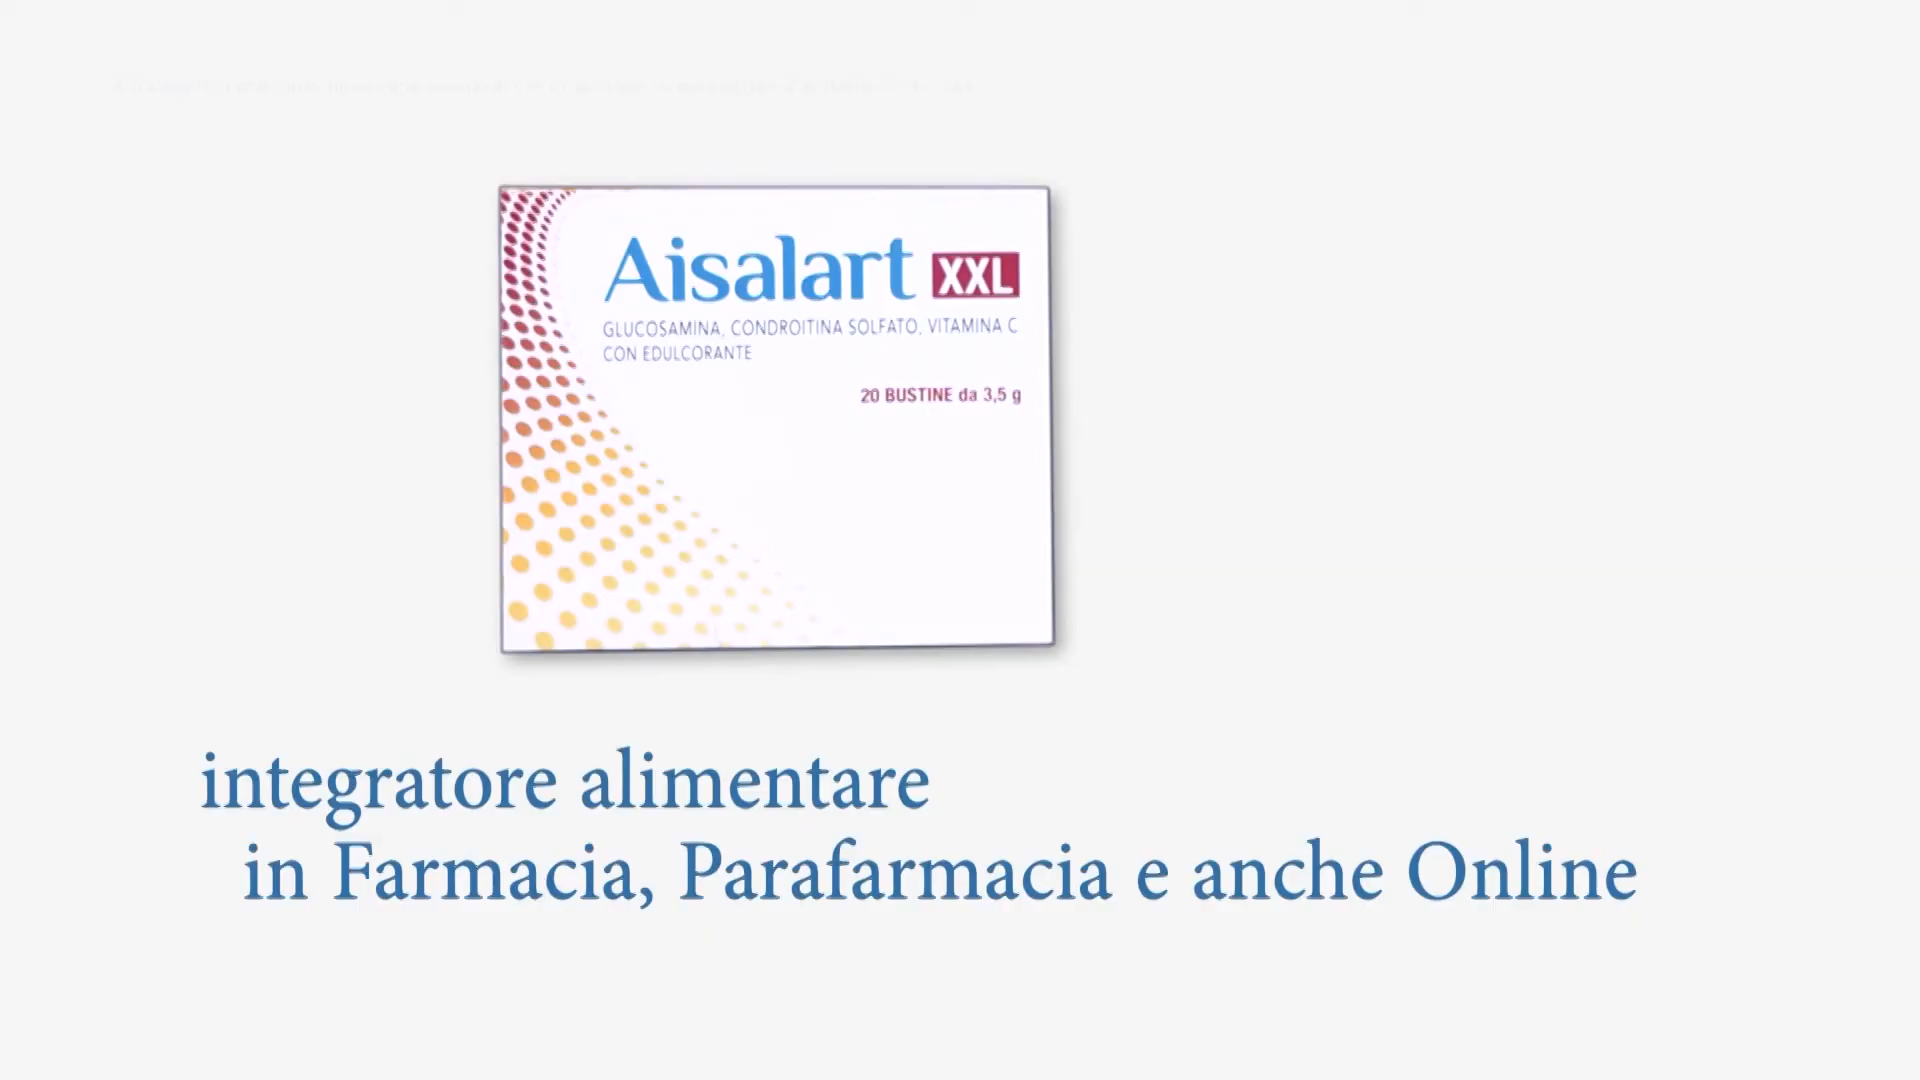 Aisalart XXL
GLUCOSAMINA, CONDROITINA SOLFATO, VITAMINA C
CON EDULCORANTE
20 BUSTINE da 3,5 g
integratore alimentare
in Farmacia, Parafarmacia e anche Online